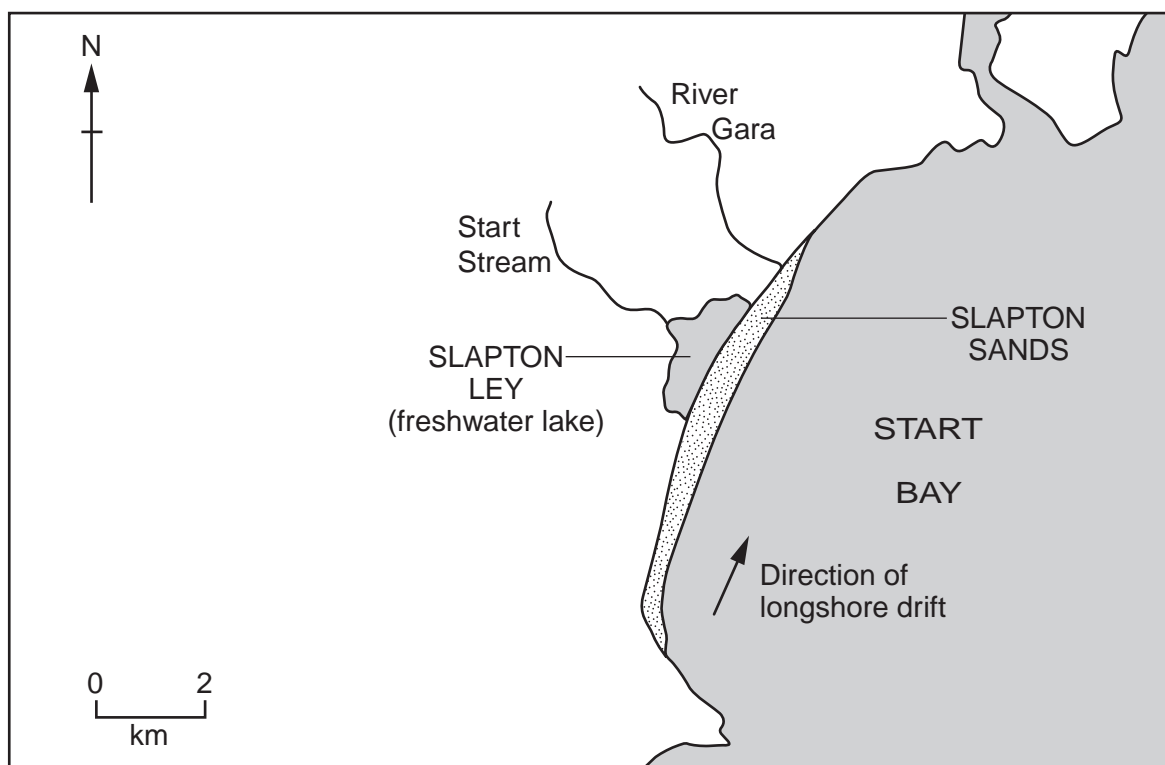 N
River
Gara
Start
Stream
SLAPTON
SANDS
SLAPTON
LEY
(freshwater lake)
START
BAY
Direction of
longshore drift
0 2
km